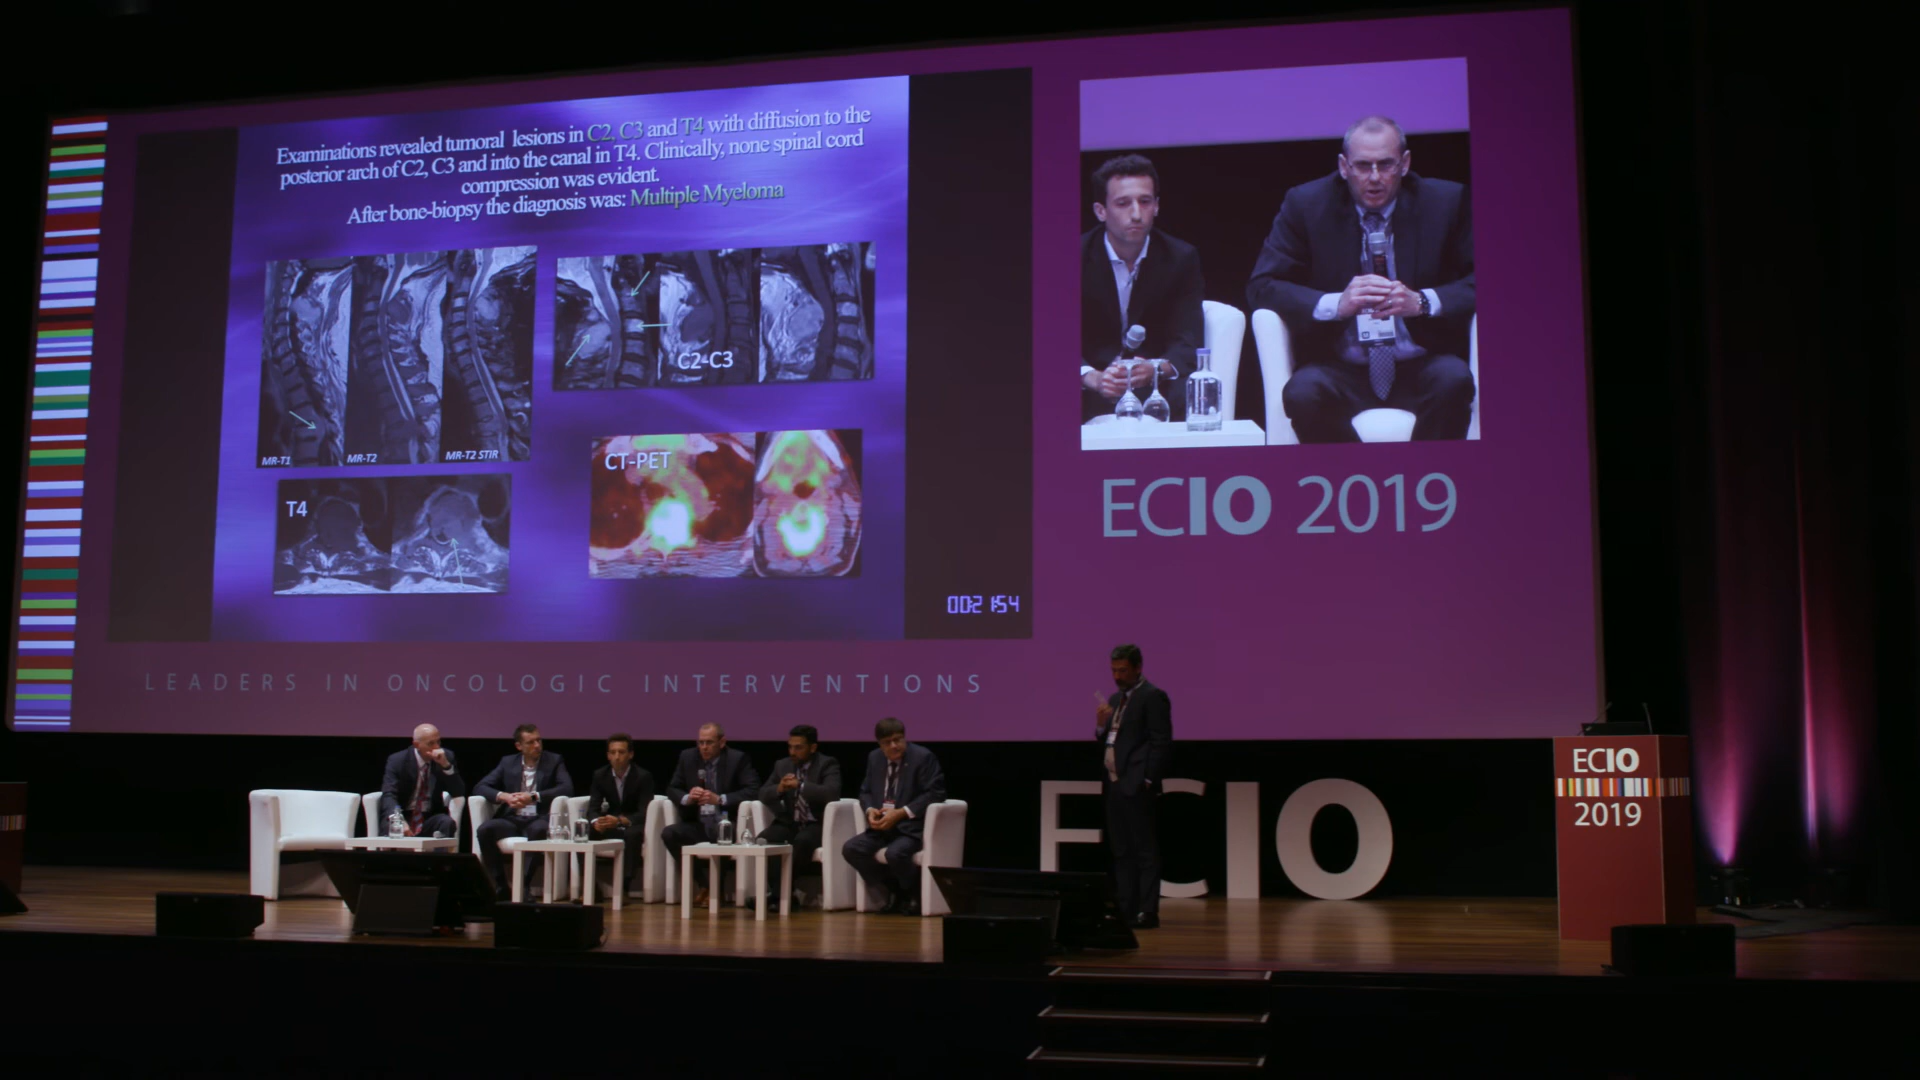 Examinations revealed tumoral lesions in C2, C3 and T4 with diffusion to the
posterior arch of C2, C3 and into the canal in T4. Clinically, none spinal cord
compression was evident.
After bone-biopsy the diagnosis was: Multiple Myeloma
MR-T1
MR-T2
MR-T2 STIR
C2-C3
T4
CT-PET
ECIO 2019
LEADERS IN ONCOLOGIC INTERVENTIONS
ECIO
ECIO
2019